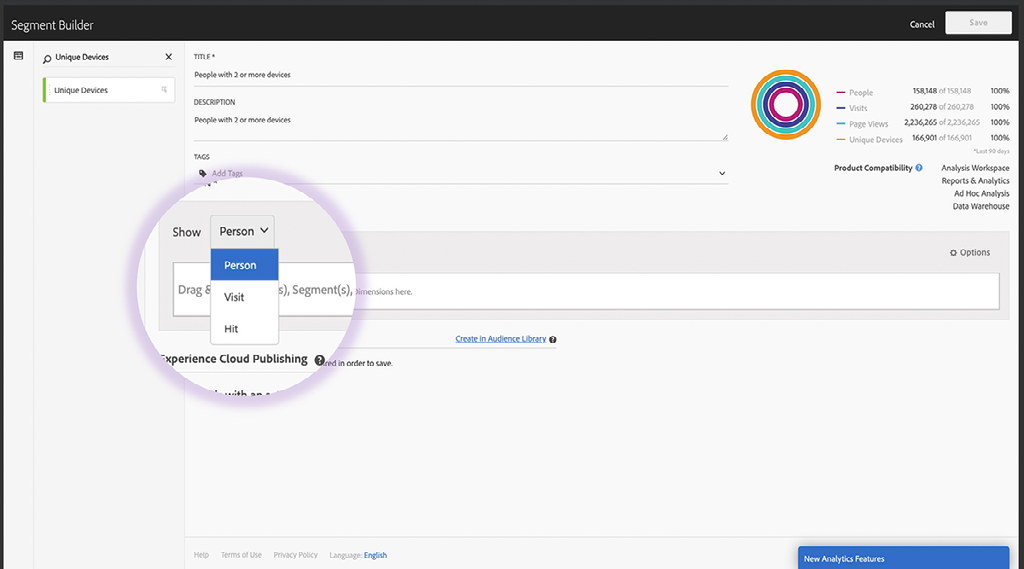 Segment Builder
Cancel
Save
Unique Devices
Unique Devices
TITLE*
People with 2 or more devices
DESCRIPTION
People with 2 or more devices
TAGS
Add Tags
People 158,148 of 158,148 100%
Visits 260,278 of 260,278 100%
Page Views 2,236,265 of 2,236,265 100%
Unique Devices 166,901 of 166,901 100%
*Last 90 days
Product Compatibility
Analysis Workspace
Reports & Analytics
Ad Hoc Analysis
Data Warehouse
Show Person
Options
Person
Visit
Hit
Drag & s), Segment(s), Dimensions here.
Create in Audience Library
Experience Cloud Publishing
in order to save.
with an
Help Terms of Use Privacy Policy Language: English
New Analytics Features